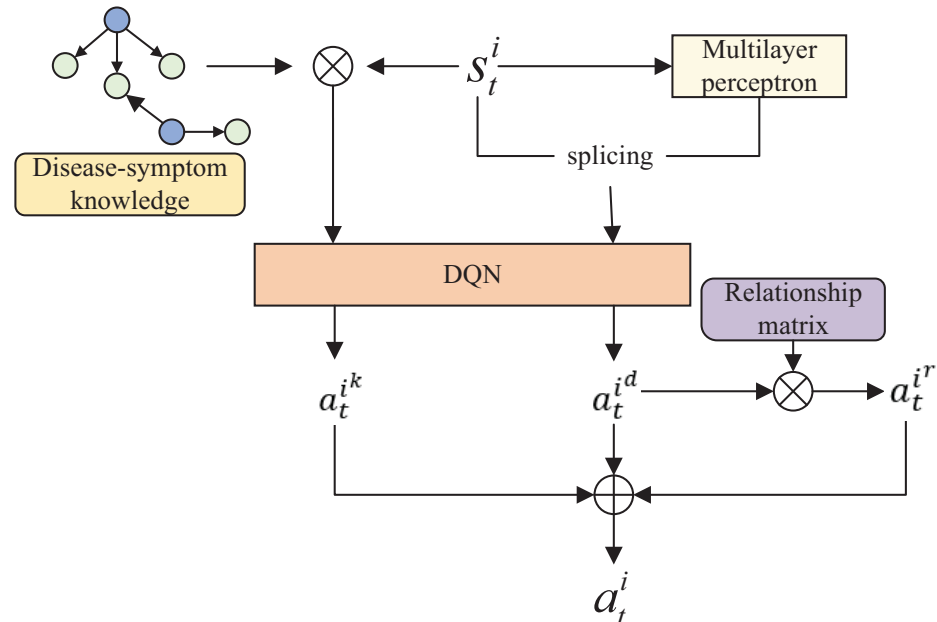 Multilayer
perceptron
s_t^i
splicing
Disease-symptom
knowledge
DQN
Relationship
matrix
a_t^{i^k}
a_t^{i^d}
a_t^{i^r}
a_t^i